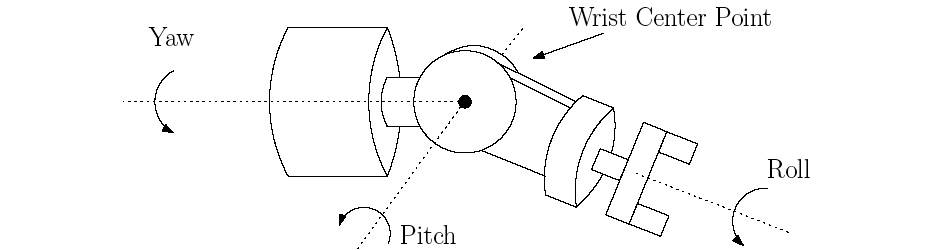 Wrist Center Point
Yaw
Roll
Pitch